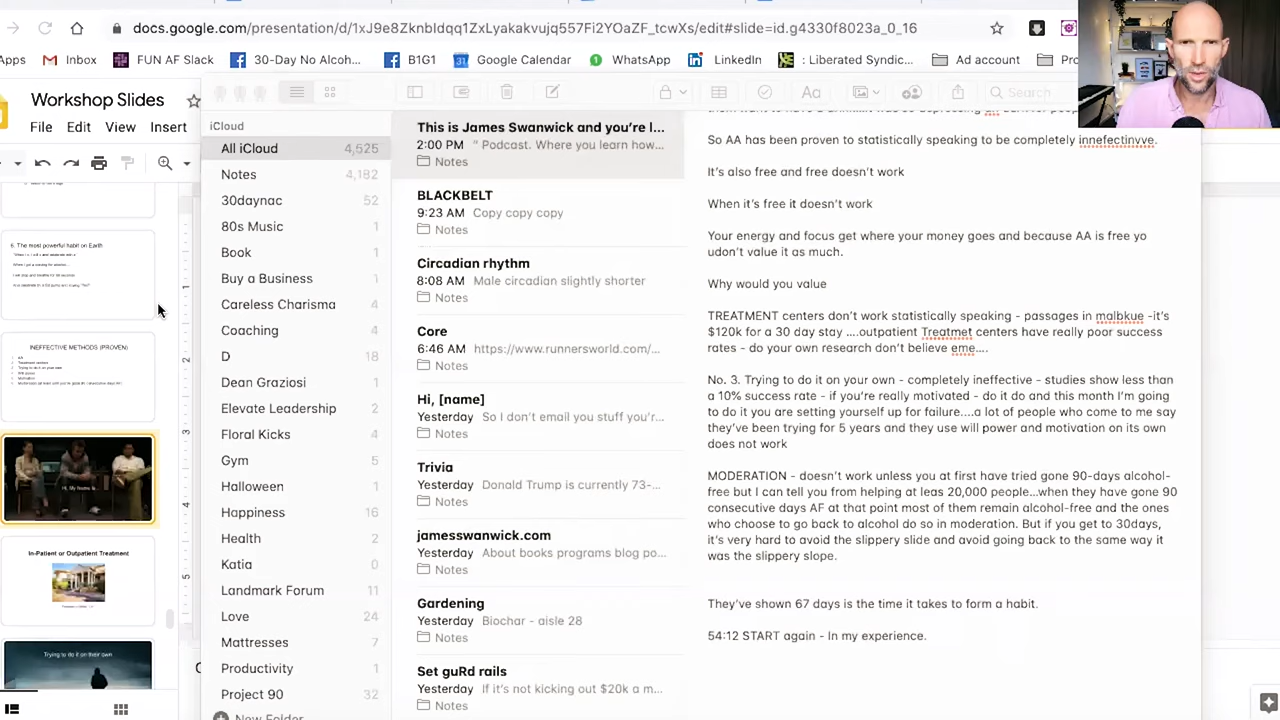 docs.google.com/presentation/d/1xJ9e8Zknbldqq1ZxLyakakvujq557Fi2YOaZF_tcwXs/edit#slide=id.g4330f8023a_0_16
Apps
Inbox
FUN AF Slack
30-Day No Alcoh...
B1G1
Google Calendar
WhatsApp
LinkedIn
: Liberated Syndic...
Ad account
Workshop Slides
File Edit View Insert
Aa
Search
iCloud
All iCloud 4,525
Notes 4,182
30daynac 52
80s Music 1
Book 1
Buy a Business 1
Careless Charisma 4
Coaching 4
D 18
Dean Graziosi 1
Elevate Leadership 2
Floral Kicks 4
Gym 5
Halloween 1
Happiness 16
Health 2
Katia 0
Landmark Forum 11
Love 24
Mattresses 7
Productivity 1
Project 90 32
New Folder
This is James Swanwick and you're l...
2:00 PM " Podcast. Where you learn how...
Notes
BLACKBELT
9:23 AM Copy copy copy
Notes
Circadian rhythm
8:08 AM Male circadian slightly shorter
Notes
Core
6:46 AM https://www.runnersworld.com/...
Notes
Hi, [name]
Yesterday So I don't email you stuff you'r...
Notes
Trivia
Yesterday Donald Trump is currently 73-...
Notes
jamesswanwick.com
Yesterday About books programs blog po...
Notes
Gardening
Yesterday Biochar - aisle 28
Notes
Set guRd rails
Yesterday If it's not kicking out $20k a m...
Notes
So AA has been proven to statistically speaking to be completely innefectinvve.
It's also free and free doesn't work
When it's free it doesn't work
Your energy and focus get where your money goes and because AA is free yo
udon't value it as much.
Why would you value
TREATMENT centers don't work statistically speaking - passages in malbkue -it's
$120k for a 30 day stay ....outpatient Treatmet centers have really poor success
rates - do your own research don't believe eme....
No. 3. Trying to do it on your own - completely ineffective - studies show less than
a 10% success rate - if you're really motivated - do it do and this month I'm going
to do it you are setting yourself up for failure....a lot of people who come to me say
they've been trying for 5 years and they use will power and motivation on its own
does not work
MODERATION - doesn't work unless you at first have tried gone 90-days alcohol-
free but I can tell you from helping at leas 20,000 people...when they have gone 90
consecutive days AF at that point most of them remain alcohol-free and the ones
who choose to go back to alcohol do so in moderation. But if you get to 30days,
it's very hard to avoid the slippery slide and avoid going back to the same way it
was the slippery slope.
They've shown 67 days is the time it takes to form a habit.
54:12 START again - In my experience.
6. The most powerful habit on Earth
INEFFECTIVE METHODS (PROVEN)
Hi, My Name is...
In-Patient or Outpatient Treatment
Trying to do it on their own
1
2
3
4
5